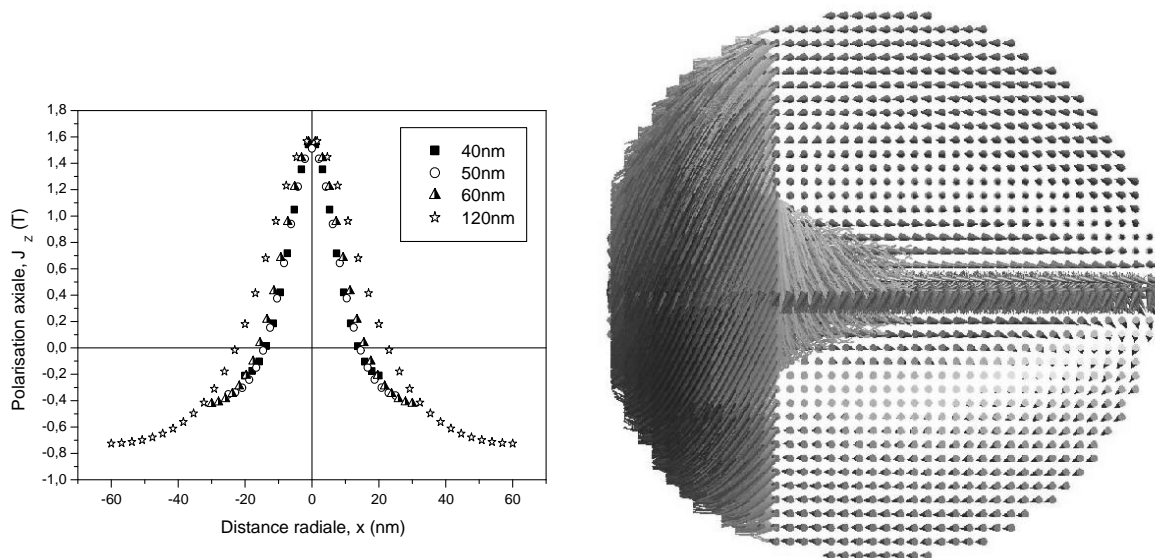 1,8
1,6
1,4
1,2
1,0
0,8
0,6
0,4
0,2
0,0
-0,2
-0,4
-0,6
-0,8
-1,0
Polarisation axiale, J_Z (T)
40nm
50nm
60nm
120nm
-60 -40 -20 0 20 40 60
Distance radiale, x (nm)